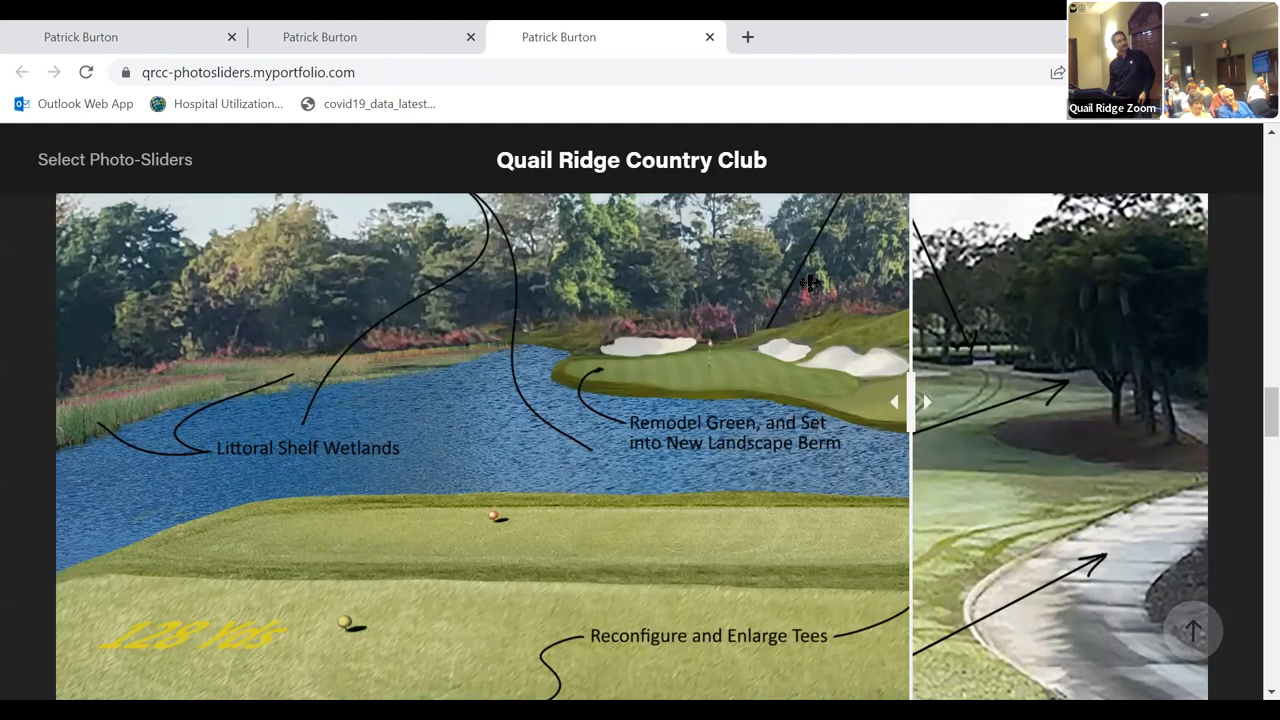 Patrick Burton
Patrick Burton
Patrick Burton
qrcc-photosliders.myportfolio.com
Outlook Web App
Hospital Utilization...
covid19_data_latest...
Quail Ridge Zoom
Select Photo-Sliders
Quail Ridge Country Club
Littoral Shelf Wetlands
Remodel Green, and Set
into New Landscape Berm
128 Yds
Reconfigure and Enlarge Tees